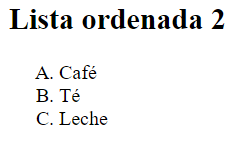 Lista ordenada 2
A. Café
B. Té
C. Leche